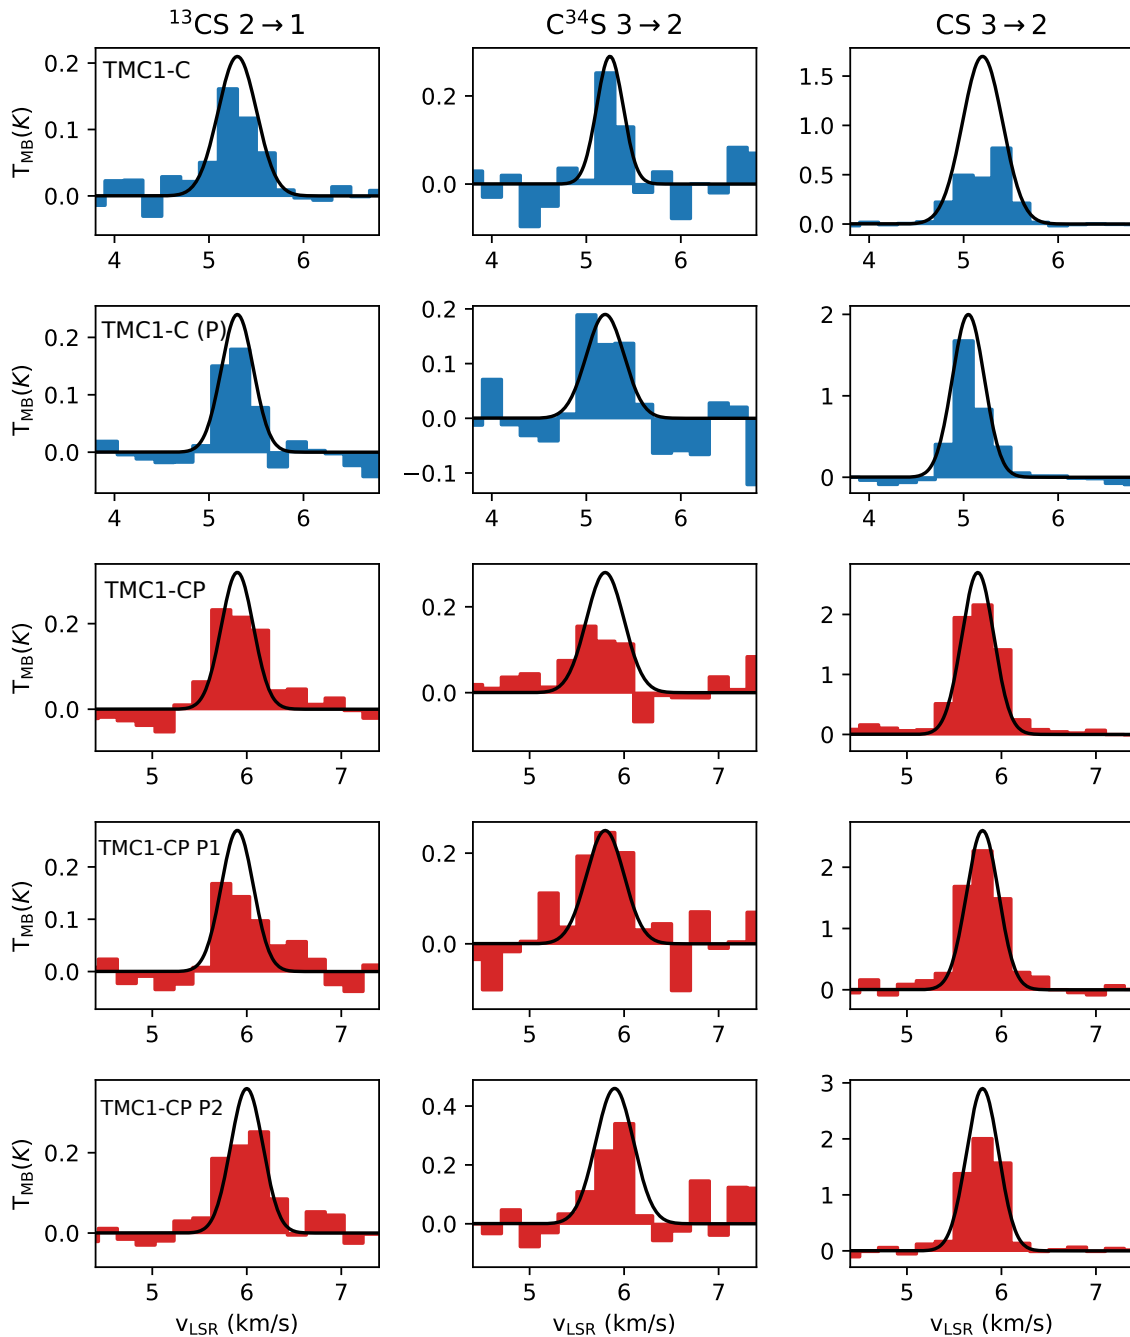 ¹³CS 2 → 1
C³⁴S 3 → 2
CS 3 → 2
TMC1-C
T_MB(K)
0.2
0.1
0.0
4 5 6
0.2
0.0
4 5 6
1.5
1.0
0.5
0.0
4 5 6
TMC1-C (P)
T_MB(K)
0.2
0.1
0.0
4 5 6
0.2
0.1
0.0
−0.1
4 5 6
2
1
0
4 5 6
TMC1-CP
T_MB(K)
0.2
0.0
5 6 7
0.2
0.0
5 6 7
2
1
0
5 6 7
TMC1-CP P1
T_MB(K)
0.2
0.1
0.0
5 6 7
0.2
0.0
5 6 7
2
1
0
5 6 7
TMC1-CP P2
T_MB(K)
0.2
0.0
5 6 7
v_LSR (km/s)
0.4
0.2
0.0
5 6 7
v_LSR (km/s)
3
2
1
0
5 6 7
v_LSR (km/s)